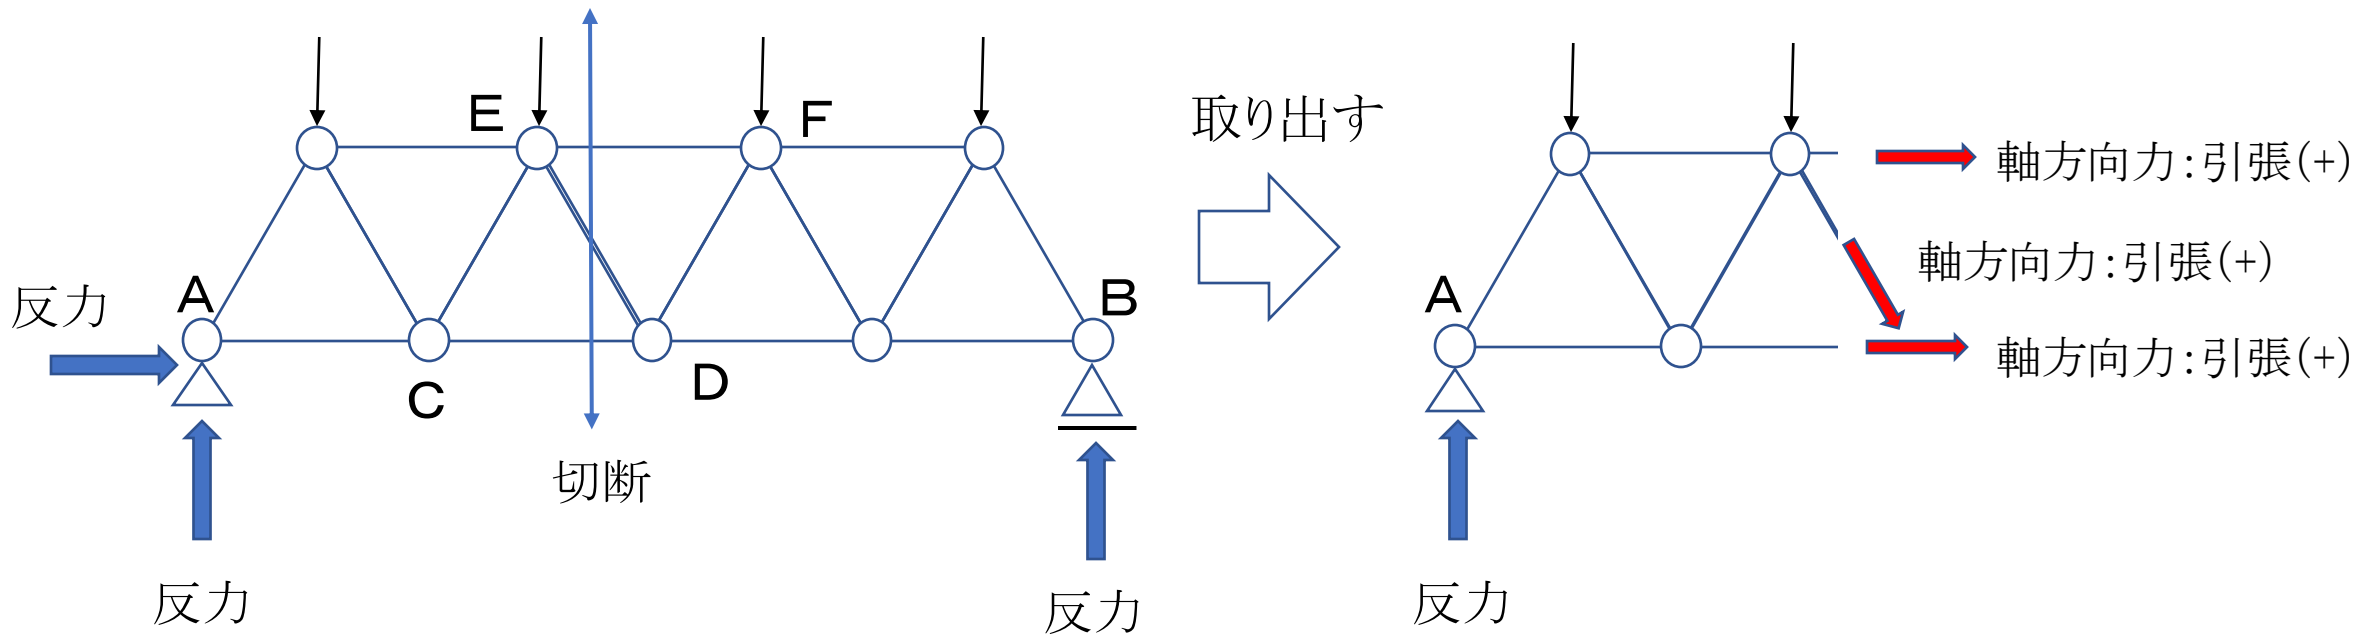 E
F
取り出す
軸方向力：引張(+)
軸方向力：引張(+)
軸方向力：引張(+)
反力
A
B
A
C
D
切断
反力
反力
反力